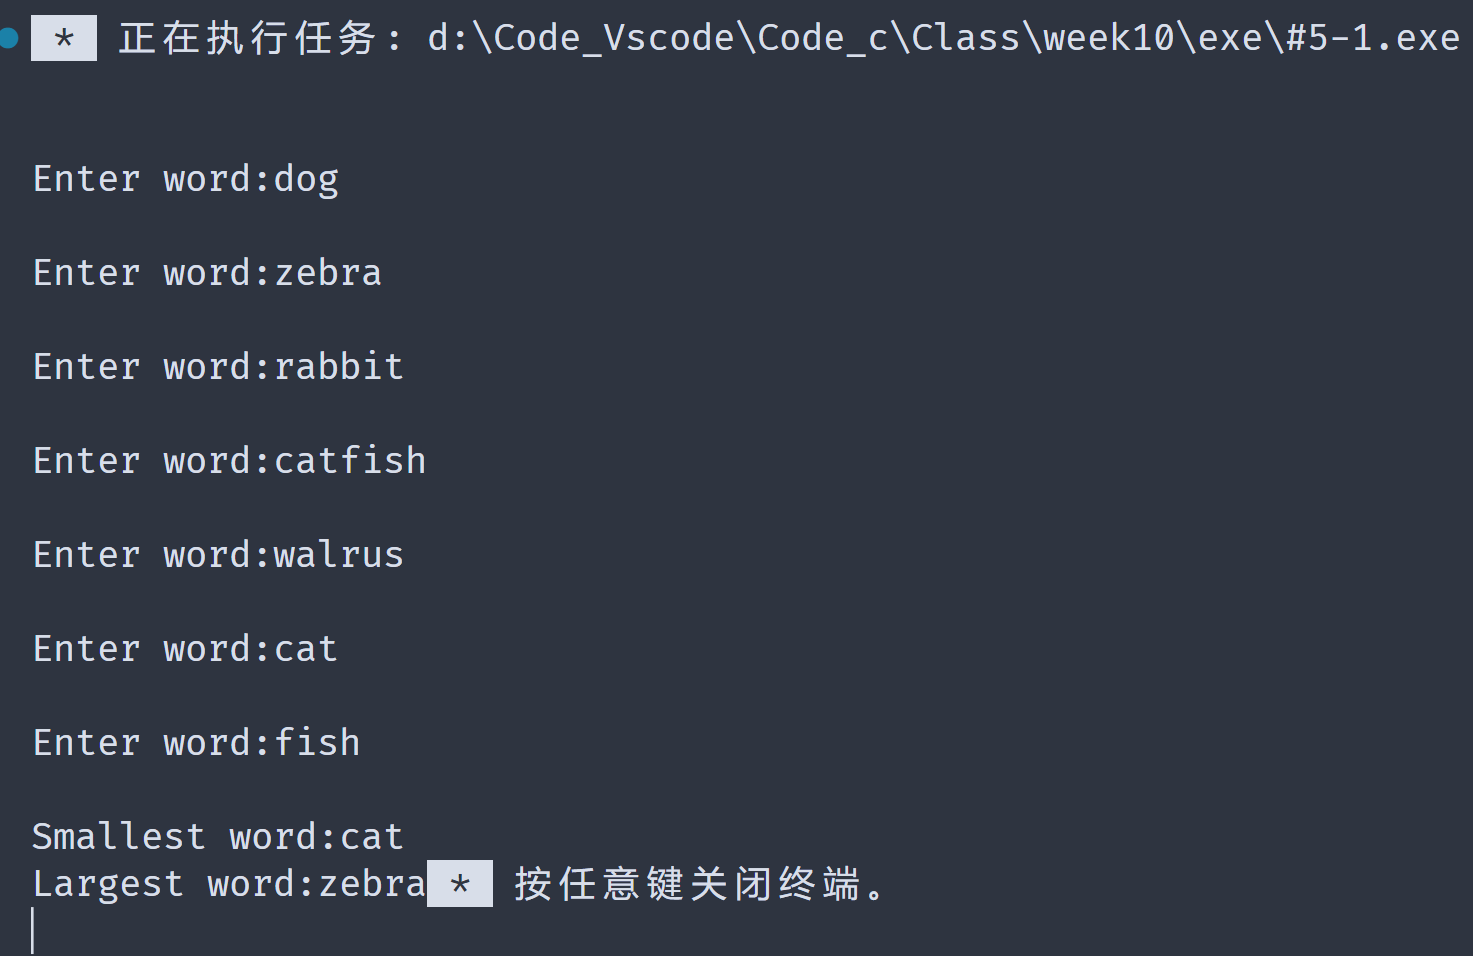 * 正在执行任务: d:\Code_Vscode\Code_c\Class\week10\exe\#5-1.exe
Enter word:dog
Enter word:zebra
Enter word:rabbit
Enter word:catfish
Enter word:walrus
Enter word:cat
Enter word:fish
Smallest word:cat
Largest word:zebra * 按任意键关闭终端。